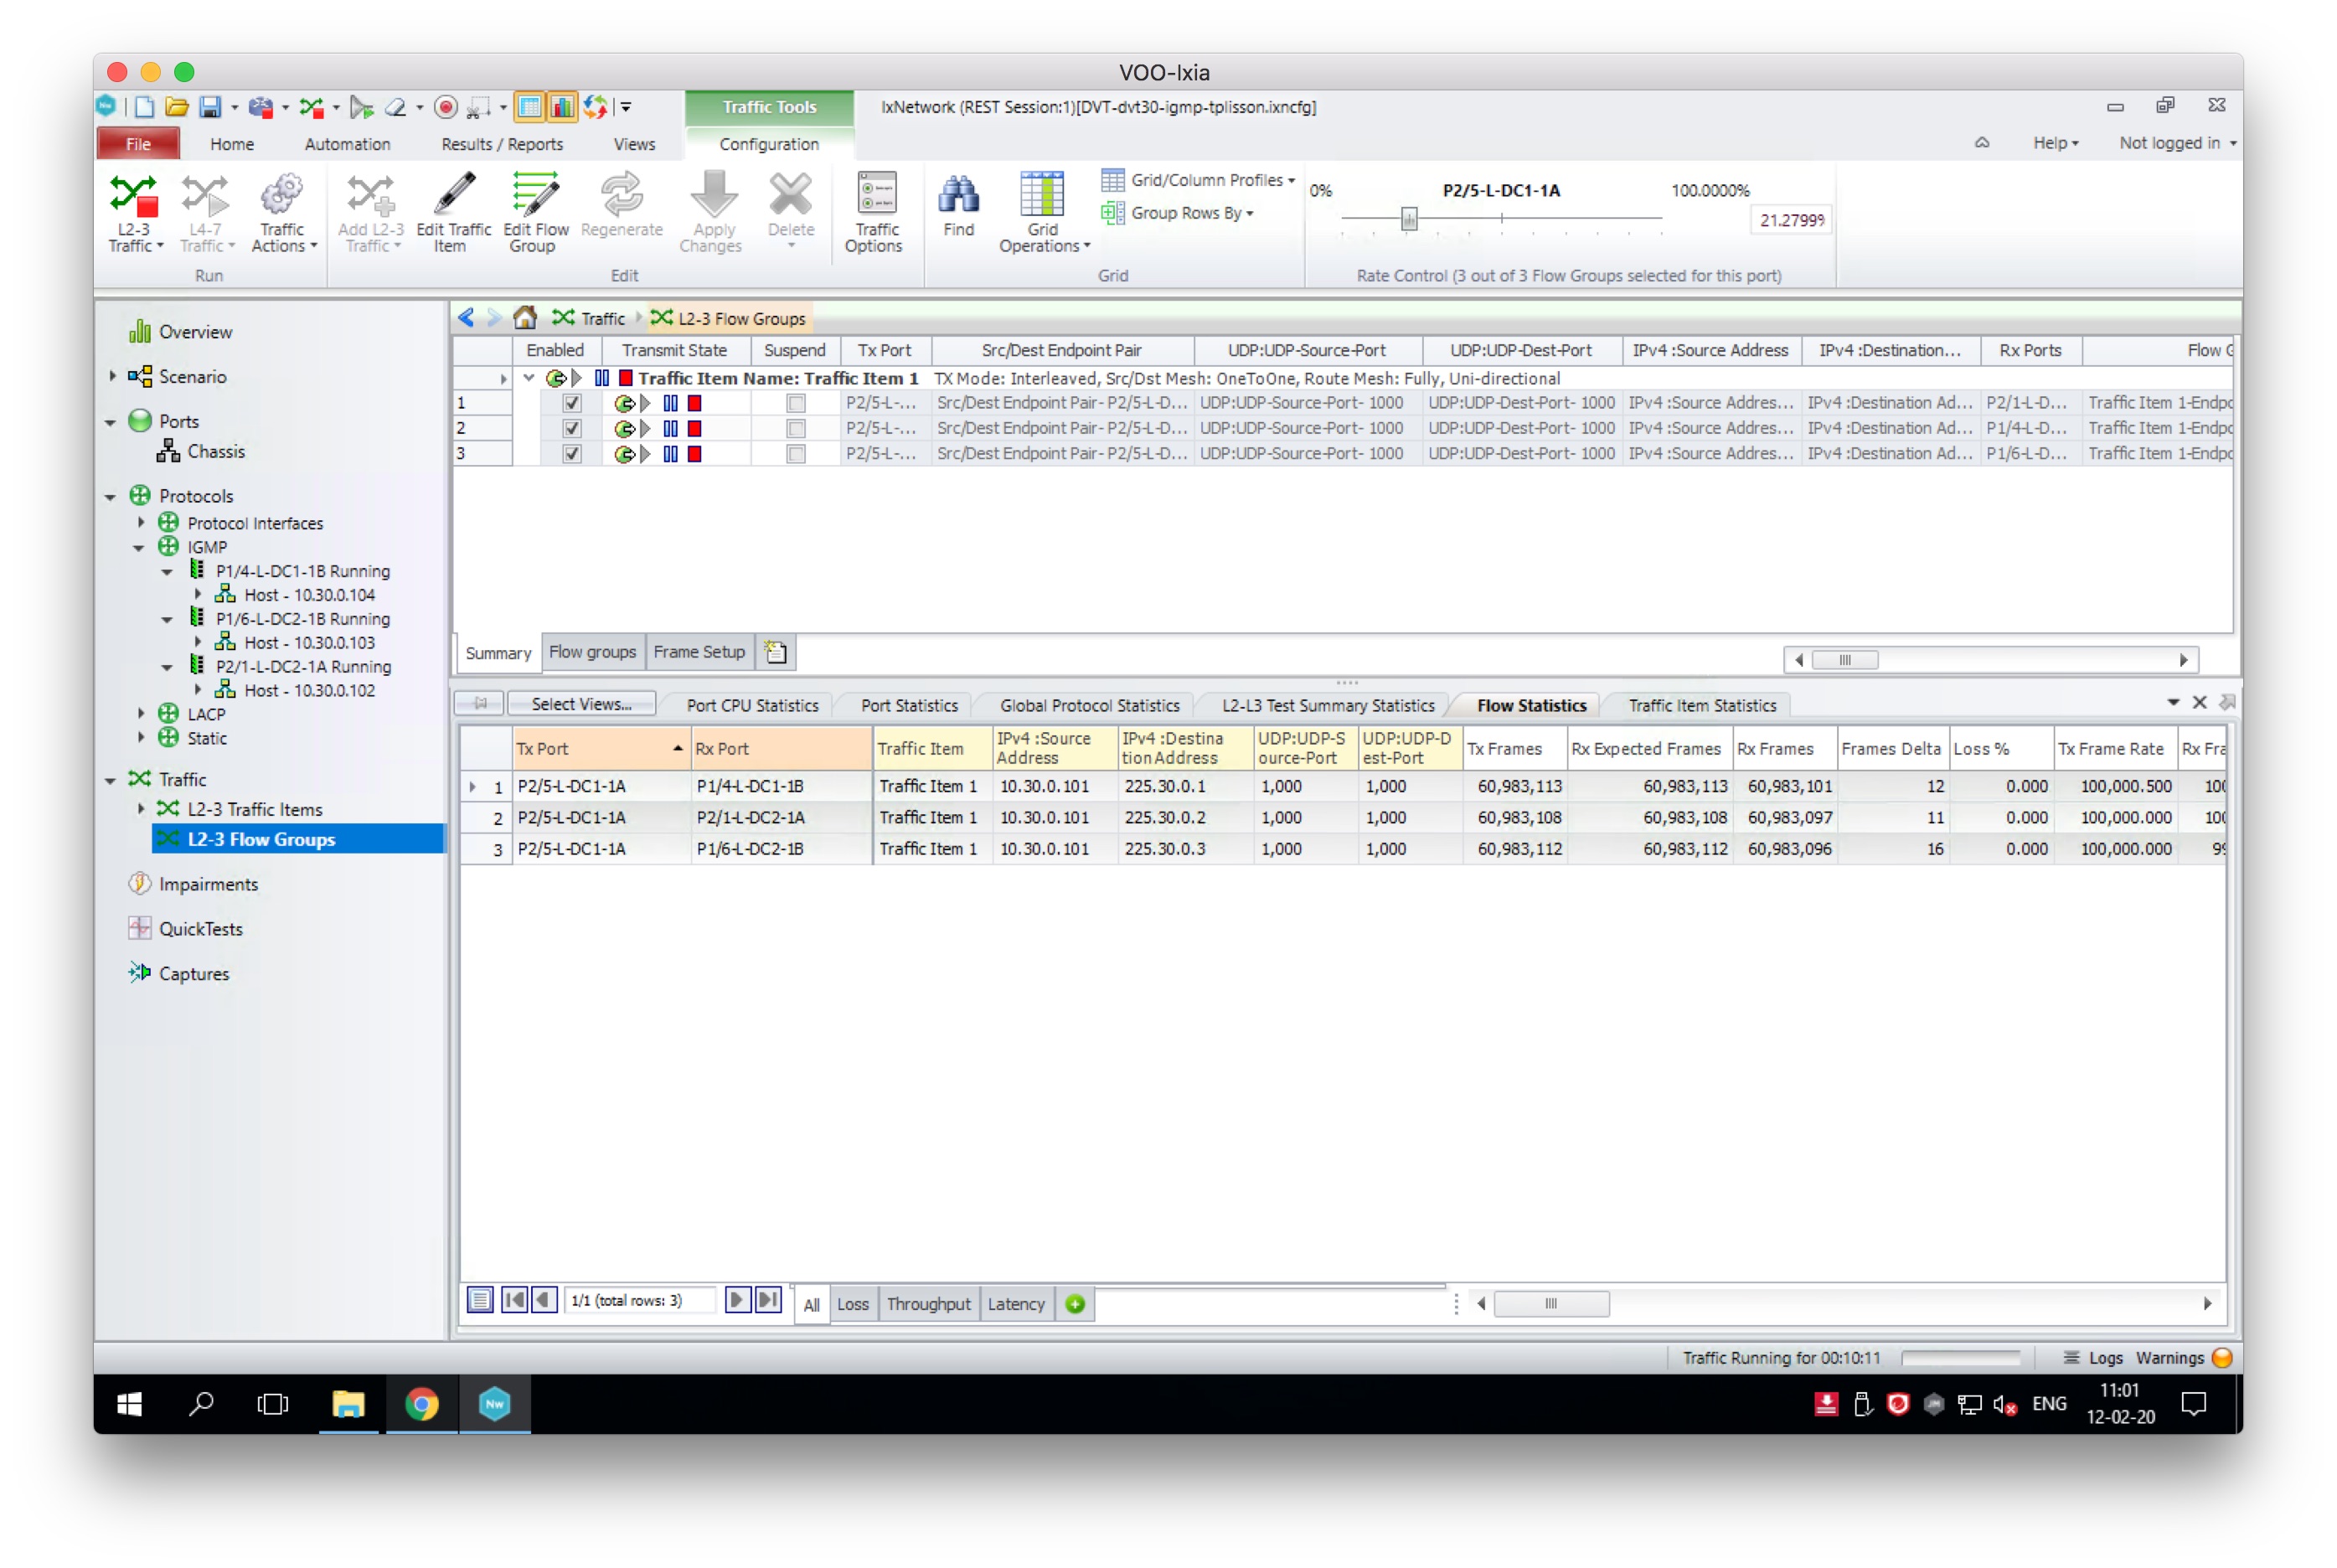 VOO-Ixia
Traffic Tools IxNetwork (REST Session:1)[DVT-dvt30-igmp-tplisson.ixncfg]
File Home Automation Results / Reports Views Configuration Help Not logged in
L2-3 Traffic L4-7 Traffic Traffic Actions Add L2-3 Traffic Edit Traffic Item Edit Flow Group Regenerate Apply Changes Delete Traffic Options Find Grid Operations Grid/Column Profiles Group Rows By
0% P2/5-L-DC1-1A 100.0000%
21.27999
Run Edit Grid Rate Control (3 out of 3 Flow Groups selected for this port)
Overview
Scenario
Ports
Chassis
Protocols
Protocol Interfaces
IGMP
P1/4-L-DC1-1B Running
Host - 10.30.0.104
P1/6-L-DC2-1B Running
Host - 10.30.0.103
P2/1-L-DC2-1A Running
Host - 10.30.0.102
LACP
Static
Traffic
L2-3 Traffic Items
L2-3 Flow Groups
Impairments
QuickTests
Captures
Traffic L2-3 Flow Groups
Enabled Transmit State Suspend Tx Port Src/Dest Endpoint Pair UDP:UDP-Source-Port UDP:UDP-Dest-Port IPv4 :Source Address IPv4 :Destination... Rx Ports Flow G
Traffic Item Name: Traffic Item 1 TX Mode: Interleaved, Src/Dst Mesh: OneToOne, Route Mesh: Fully, Uni-directional
1 P2/5-L-... Src/Dest Endpoint Pair- P2/5-L-D... UDP:UDP-Source-Port- 1000 UDP:UDP-Dest-Port- 1000 IPv4 :Source Addres... IPv4 :Destination Ad... P2/1-L-D... Traffic Item 1-Endpo
2 P2/5-L-... Src/Dest Endpoint Pair- P2/5-L-D... UDP:UDP-Source-Port- 1000 UDP:UDP-Dest-Port- 1000 IPv4 :Source Addres... IPv4 :Destination Ad... P1/4-L-D... Traffic Item 1-Endpo
3 P2/5-L-... Src/Dest Endpoint Pair- P2/5-L-D... UDP:UDP-Source-Port- 1000 UDP:UDP-Dest-Port- 1000 IPv4 :Source Addres... IPv4 :Destination Ad... P1/6-L-D... Traffic Item 1-Endpo
Summary Flow groups Frame Setup
Select Views... Port CPU Statistics Port Statistics Global Protocol Statistics L2-L3 Test Summary Statistics Flow Statistics Traffic Item Statistics
Tx Port Rx Port Traffic Item IPv4 :Source Address IPv4 :Destina tion Address UDP:UDP-S ource-Port UDP:UDP-D est-Port Tx Frames Rx Expected Frames Rx Frames Frames Delta Loss % Tx Frame Rate Rx Fra
1 P2/5-L-DC1-1A P1/4-L-DC1-1B Traffic Item 1 10.30.0.101 225.30.0.1 1,000 1,000 60,983,113 60,983,113 60,983,101 12 0.000 100,000.500 100
2 P2/5-L-DC1-1A P2/1-L-DC2-1A Traffic Item 1 10.30.0.101 225.30.0.2 1,000 1,000 60,983,108 60,983,108 60,983,097 11 0.000 100,000.000 100
3 P2/5-L-DC1-1A P1/6-L-DC2-1B Traffic Item 1 10.30.0.101 225.30.0.3 1,000 1,000 60,983,112 60,983,112 60,983,096 16 0.000 100,000.000 99
1/1 (total rows: 3) All Loss Throughput Latency
Traffic Running for 00:10:11 Logs Warnings
Nw ENG 11:01
12-02-20